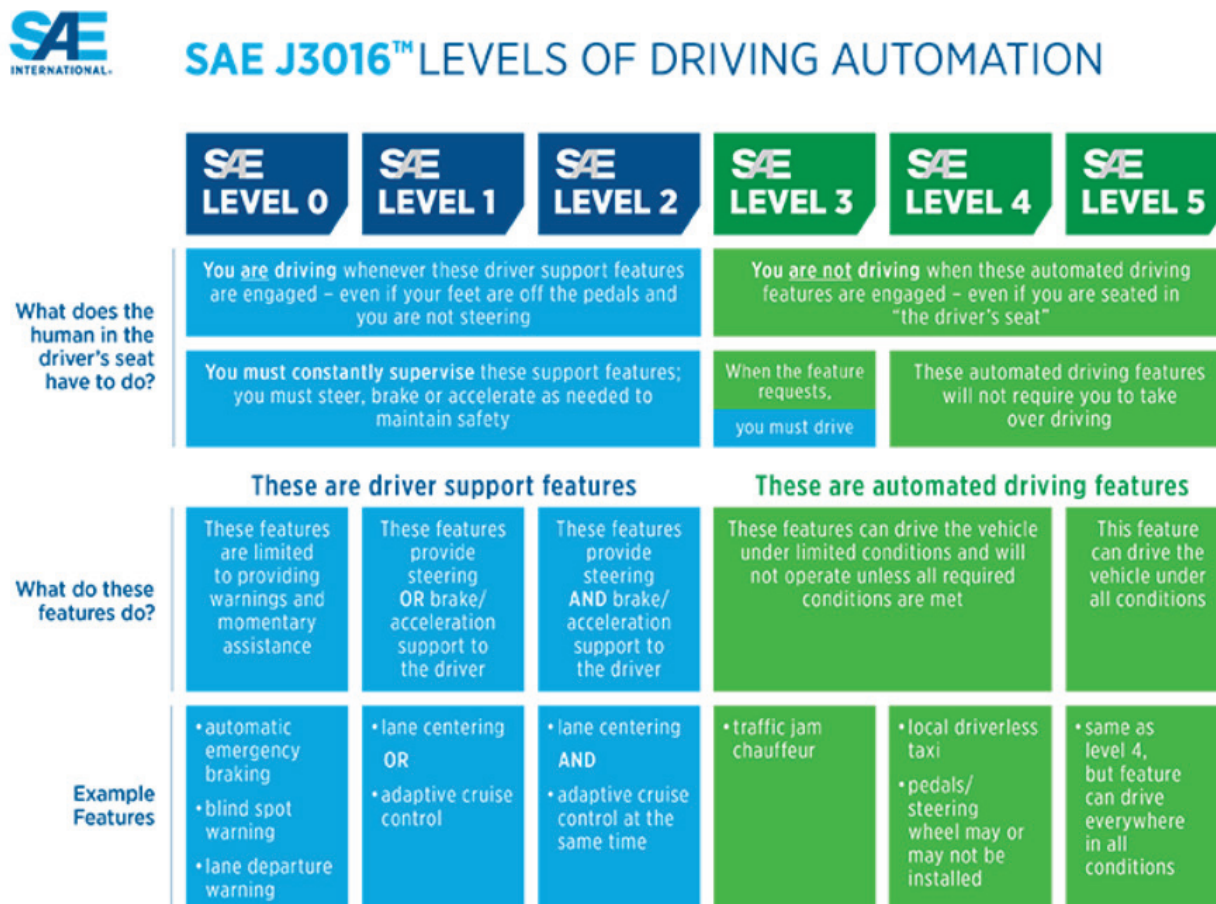 SAE
INTERNATIONAL®
SAE J3016™ LEVELS OF DRIVING AUTOMATION
SAE
LEVEL 0
SAE
LEVEL 1
SAE
LEVEL 2
SAE
LEVEL 3
SAE
LEVEL 4
SAE
LEVEL 5
What does the
human in the
driver's seat
have to do?
You are driving whenever these driver support features
are engaged – even if your feet are off the pedals and
you are not steering
You are not driving when these automated driving
features are engaged – even if you are seated in
"the driver's seat"
You must constantly supervise these support features;
you must steer, brake or accelerate as needed to
maintain safety
When the feature
requests,
you must drive
These automated driving features
will not require you to take
over driving
These are driver support features
These are automated driving features
What do these
features do?
These features
are limited
to providing
warnings and
momentary
assistance
These features
provide
steering
OR brake/
acceleration
support to
the driver
These features
provide
steering
AND brake/
acceleration
support to
the driver
These features can drive the vehicle
under limited conditions and will
not operate unless all required
conditions are met
This feature
can drive the
vehicle under
all conditions
Example
Features
• automatic
emergency
braking
• blind spot
warning
• lane departure
warning
• lane centering
OR
• adaptive cruise
control
• lane centering
AND
• adaptive cruise
control at the
same time
• traffic jam
chauffeur
• local driverless
taxi
• pedals/
steering
wheel may or
may not be
installed
• same as
level 4,
but feature
can drive
everywhere
in all
conditions